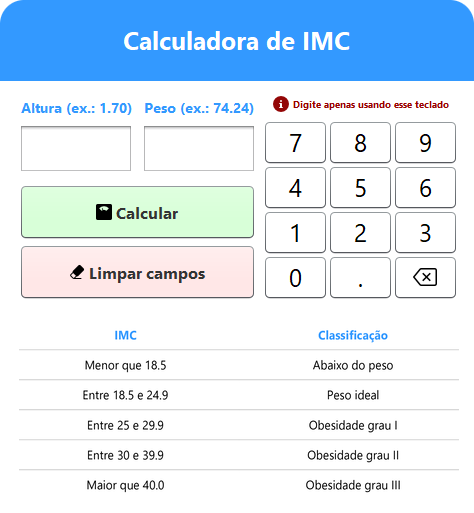 Calculadora de IMC
Altura (ex.: 1.70) Peso (ex.: 74.24)
Digite apenas usando esse teclado
7 8 9
4 5 6
1 2 3
0 .
Calcular
Limpar campos
IMC Classificação
Menor que 18.5 Abaixo do peso
Entre 18.5 e 24.9 Peso ideal
Entre 25 e 29.9 Obesidade grau I
Entre 30 e 39.9 Obesidade grau II
Maior que 40.0 Obesidade grau III